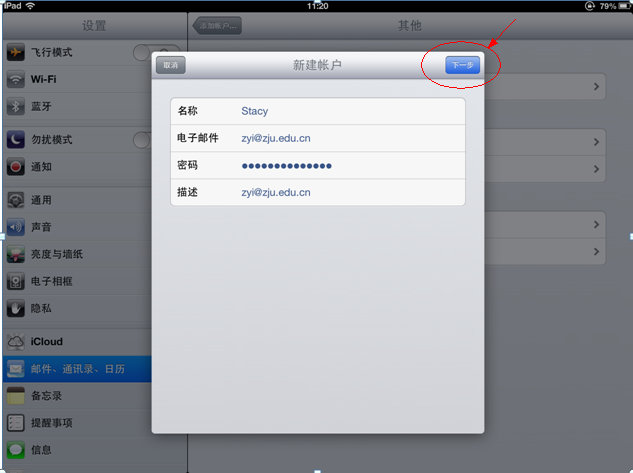 iPad 11:20 79%
设置
添加帐户...
其他
飞行模式
Wi-Fi
蓝牙
勿扰模式
通知
通用
声音
亮度与墙纸
电子相框
隐私
iCloud
邮件、通讯录、日历
备忘录
提醒事项
信息
取消 新建帐户 下一步
名称 Stacy
电子邮件 zyi@zju.edu.cn
密码 ●●●●●●●●●●●●●●
描述 zyi@zju.edu.cn